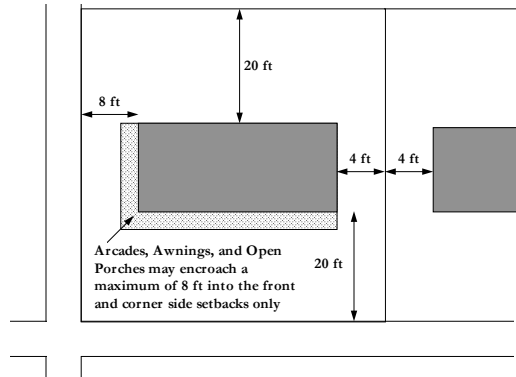 20 ft
8 ft
4 ft
4 ft
Arcades, Awnings, and Open
Porches may encroach a
maximum of 8 ft into the front
and corner side setbacks only
20 ft